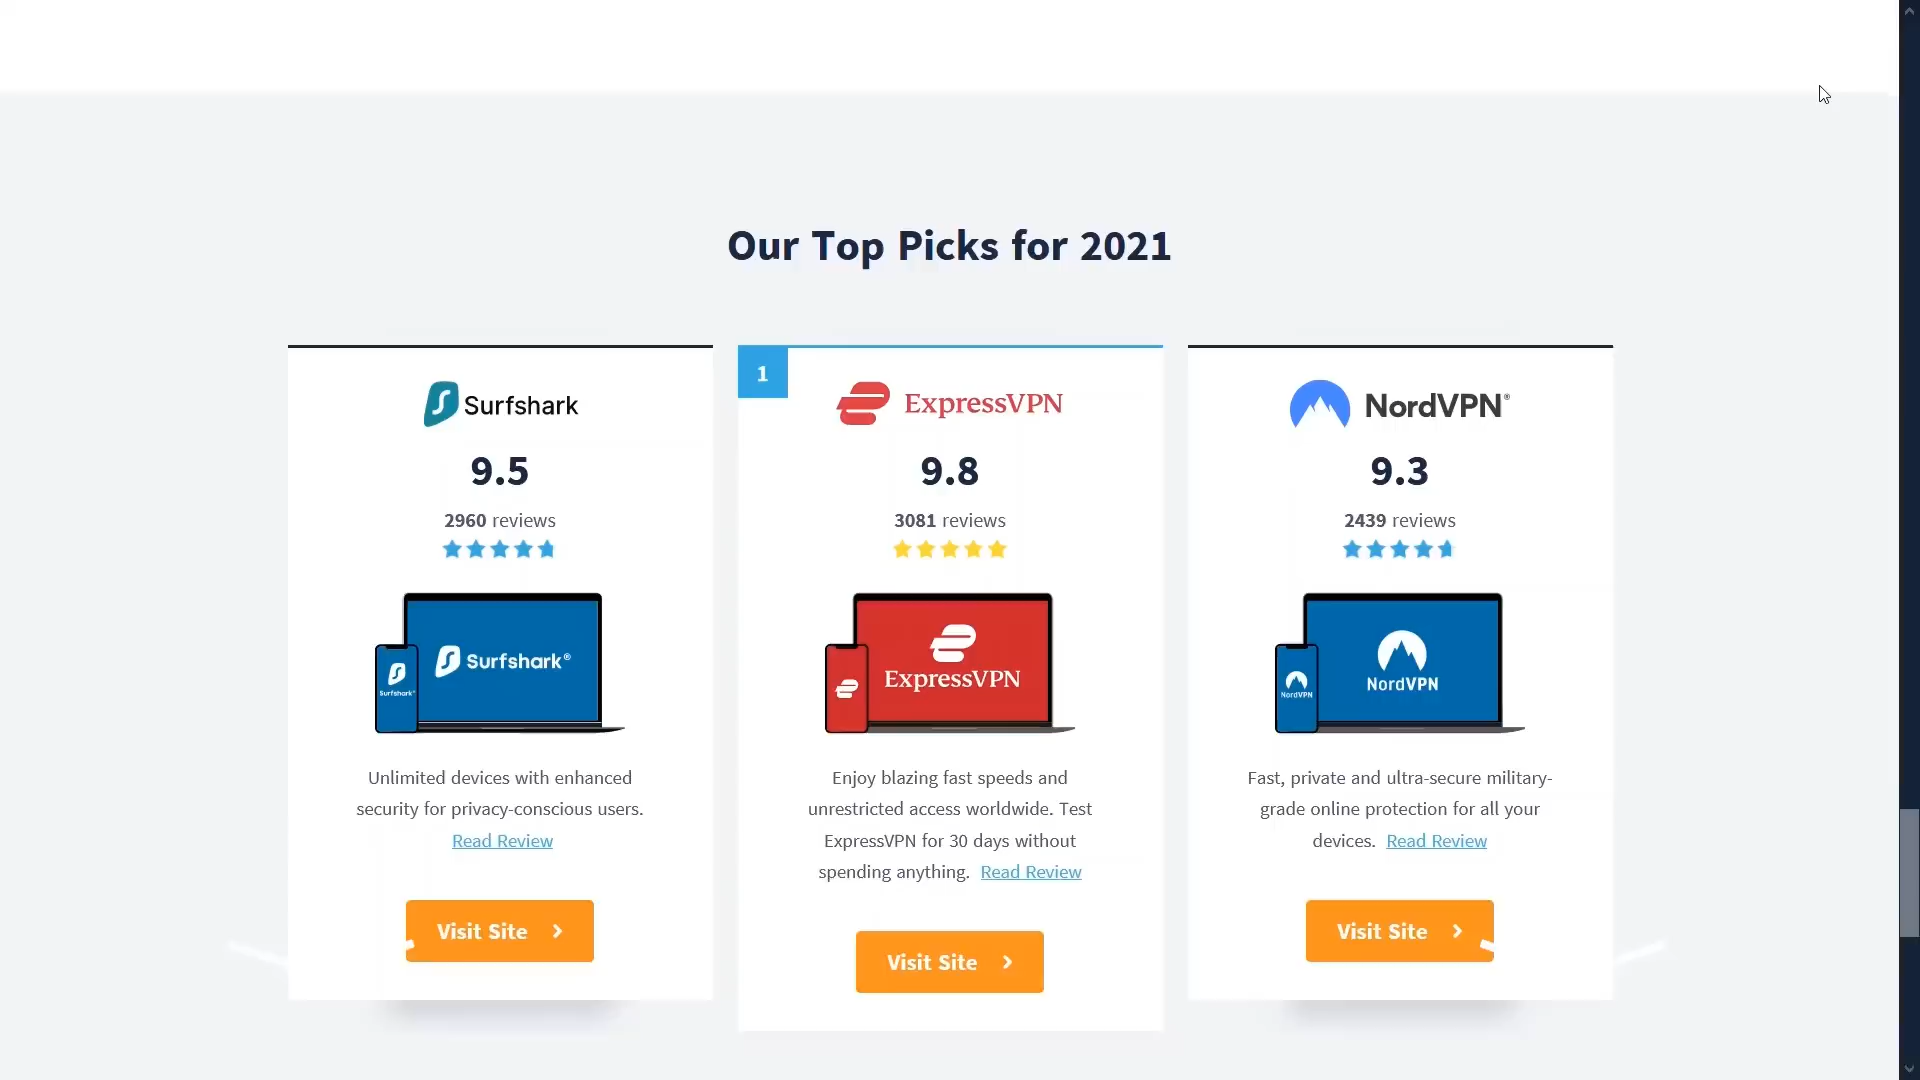 Our Top Picks for 2021
Surfshark
9.5
2960 reviews
Surfshark®
Surfshark®
Unlimited devices with enhanced
security for privacy-conscious users.
Read Review
Visit Site
1
ExpressVPN
9.8
3081 reviews
ExpressVPN
Enjoy blazing fast speeds and
unrestricted access worldwide. Test
ExpressVPN for 30 days without
spending anything. Read Review
Visit Site
NordVPN®
9.3
2439 reviews
NordVPN
NordVPN
Fast, private and ultra-secure military-
grade online protection for all your
devices. Read Review
Visit Site